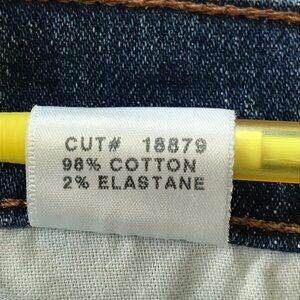 CUT# 18879
98% COTTON
2% ELASTANE